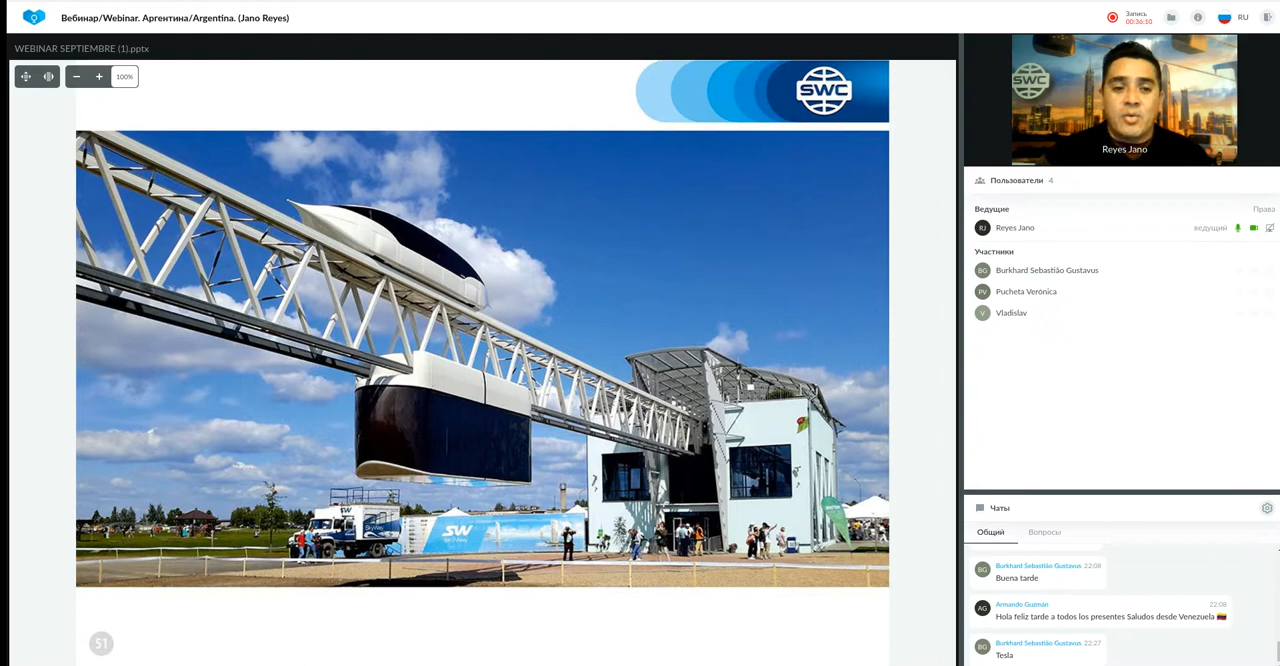 Вебинар/Webinar. Аргентина/Argentina. (Jano Reyes)
Запись
00:36:10
RU
WEBINAR SEPTIEMBRE (1).pptx
100%
SWC
SW
SkyWay
SW
51
SWC
Reyes Jano
Пользователи 4
Ведущие
Права
RJ
Reyes Jano
ведущий
Участники
BG
Burkhard Sebastião Gustavus
PV
Pucheta Verónica
V
Vladislav
Чаты
Общий
Вопросы
BG
Burkhard Sebastião Gustavus 22:08
Buena tarde
AG
Armando Guzmán 22:08
Hola feliz tarde a todos los presentes Saludos desde Venezuela 🇻🇪
BG
Burkhard Sebastião Gustavus 22:27
Tesla